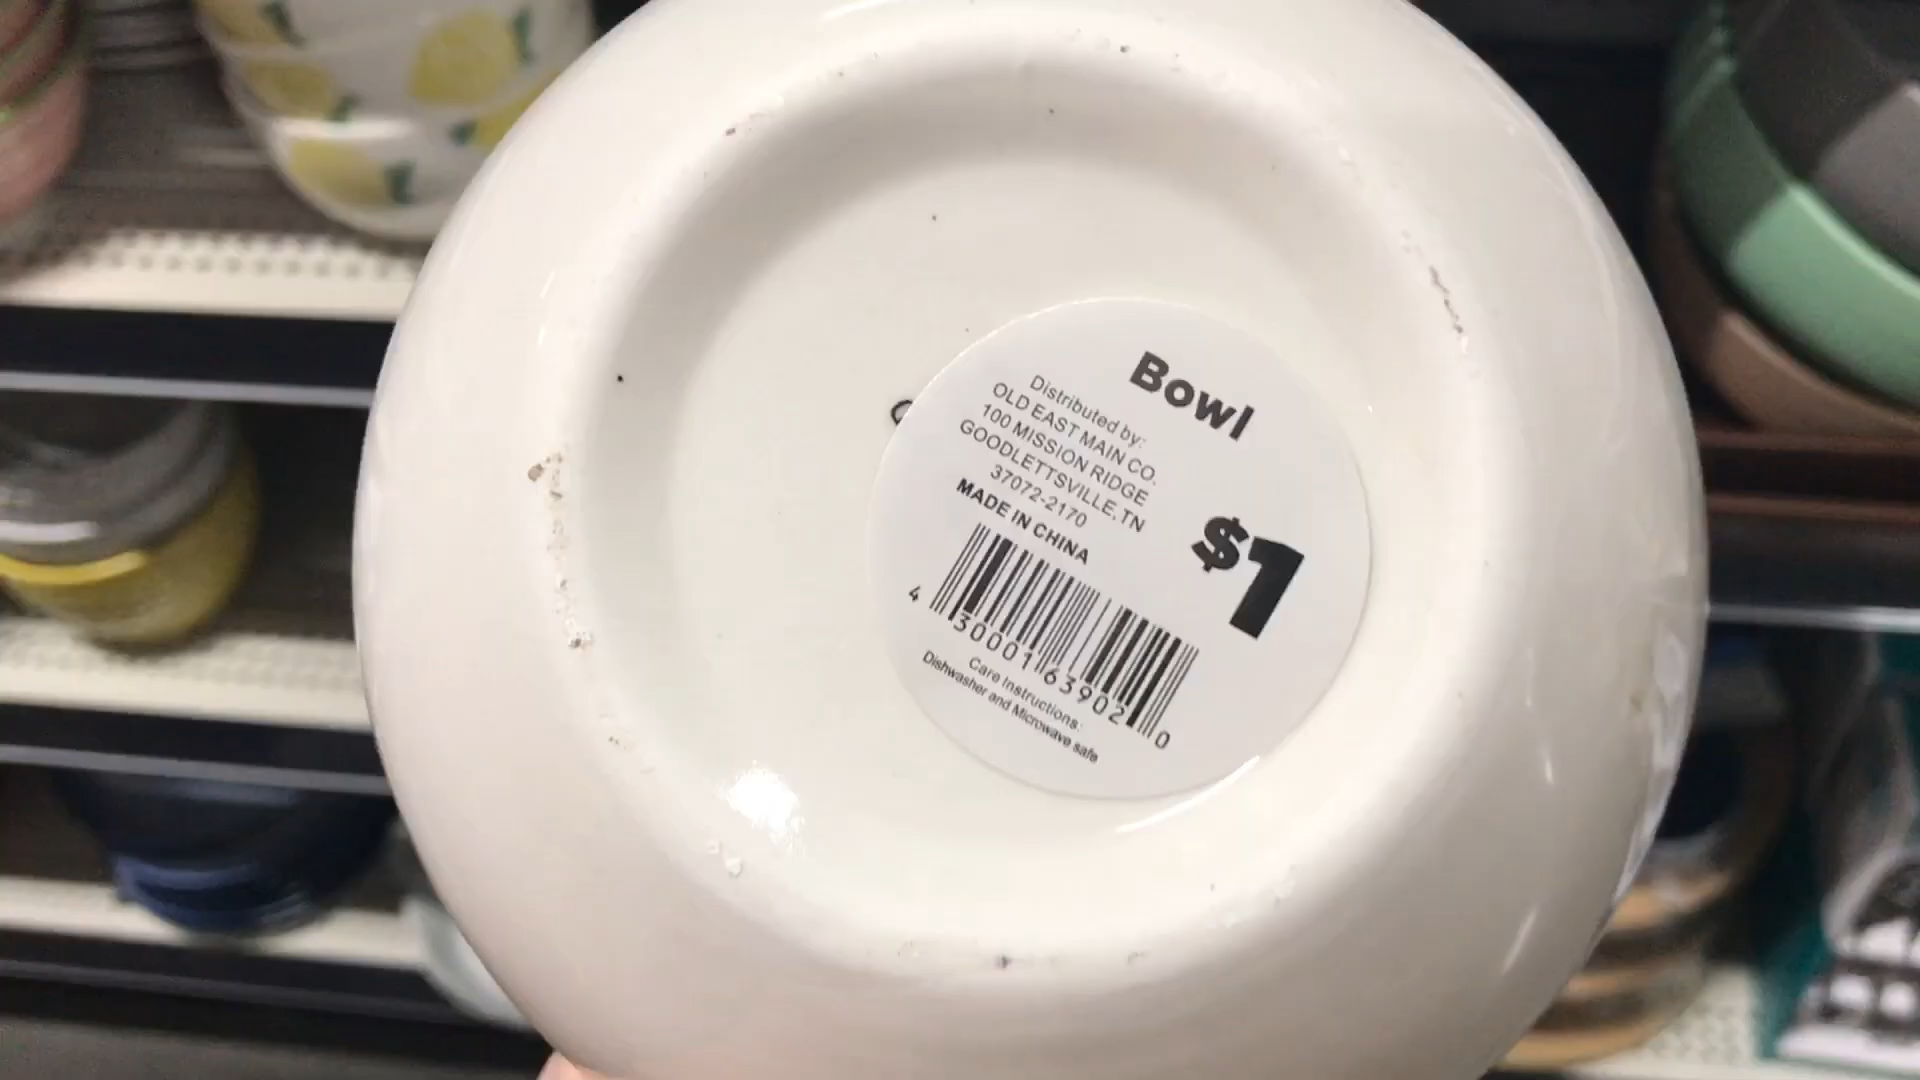 Bowl
Distributed by:
OLD EAST MAIN CO.
100 MISSION RIDGE
GOODLETTSVILLE,TN
37072-2170
MADE IN CHINA
$1
4 30001 63902 0
Care Instructions:
Dishwasher and Microwave safe